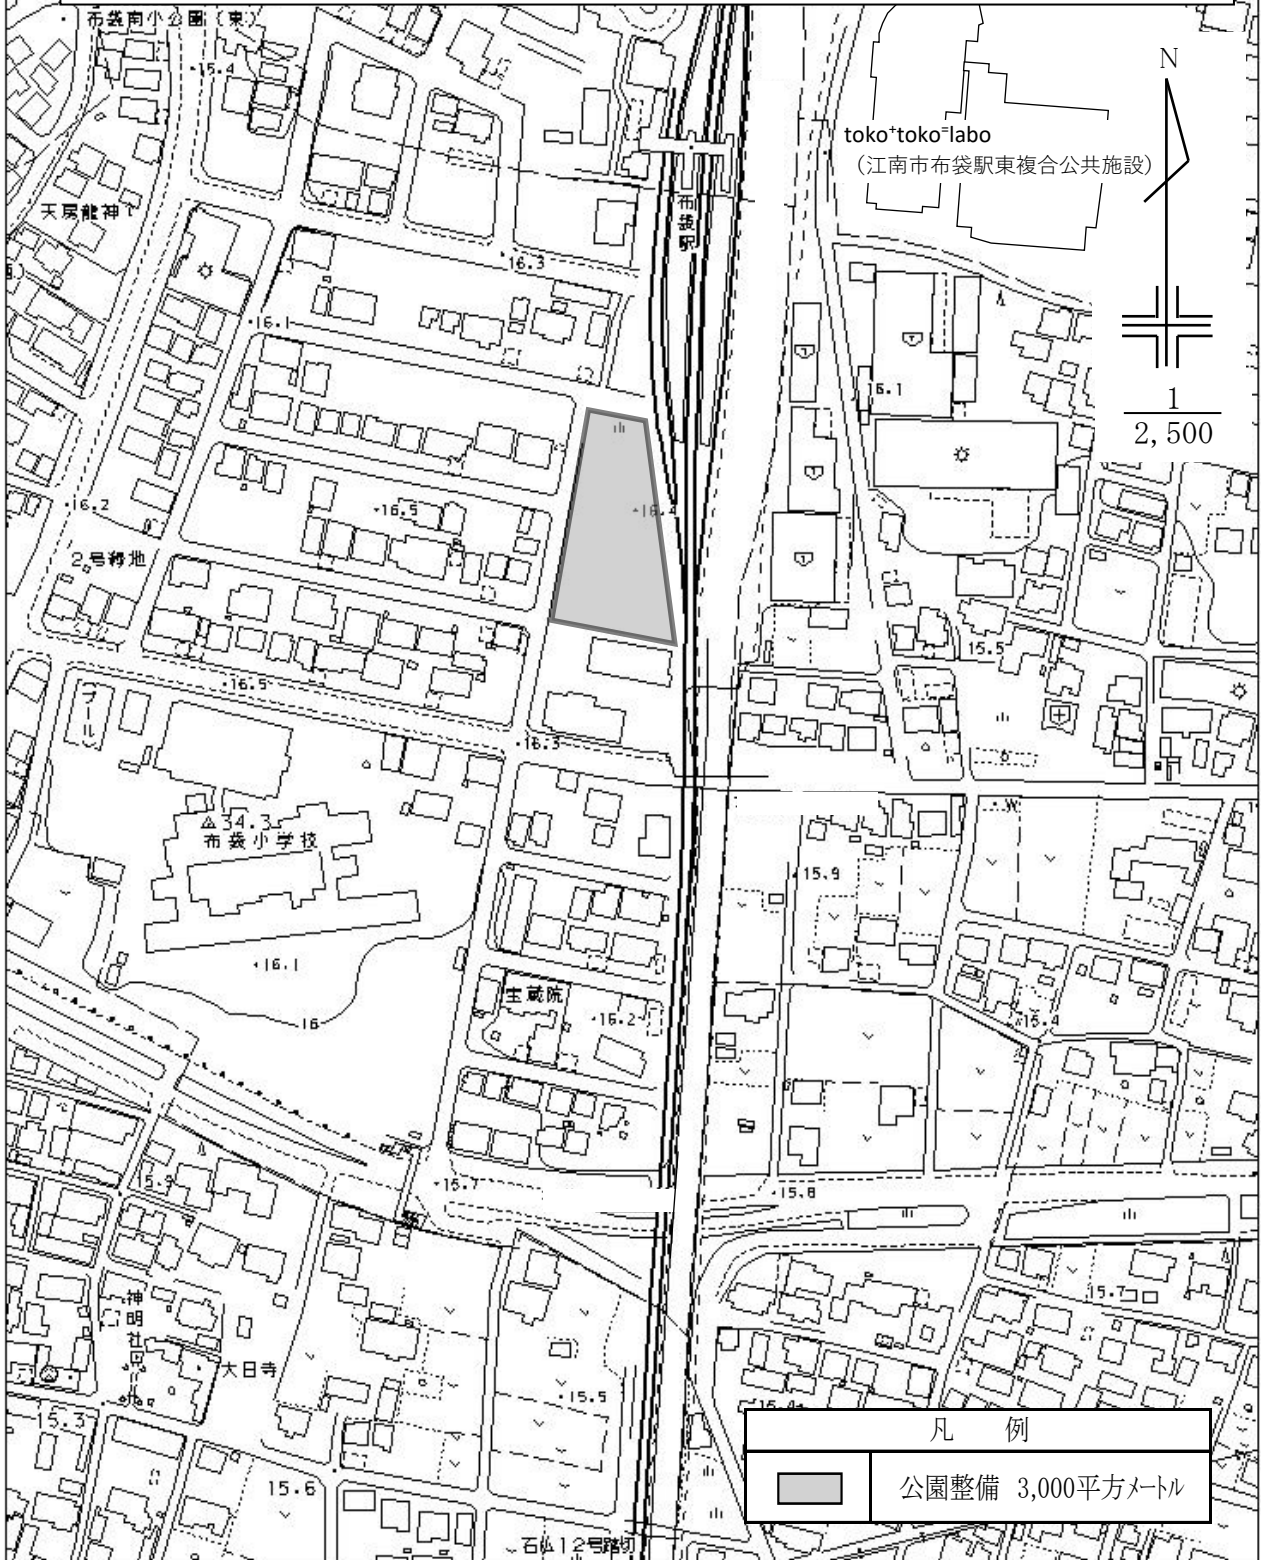 布袋南小公園(東)
15.4
N
toko⁺toko⁼labo
(江南市布袋駅東複合公共施設)
布袋駅
16.3
16.1
16.1
1
2,500
16.2
16.5
16.4
2号緑地
15.5
16.5
プール
16.3
34.3
布袋小学校
15.9
16.1
宝蔵院
16.2
16
15.4
15.9
15.7
15.8
神明社
15.7
大日寺
15.5
15.3
15.4
凡 例
公園整備 3,000平方メートル
15.6
石仏12号踏切